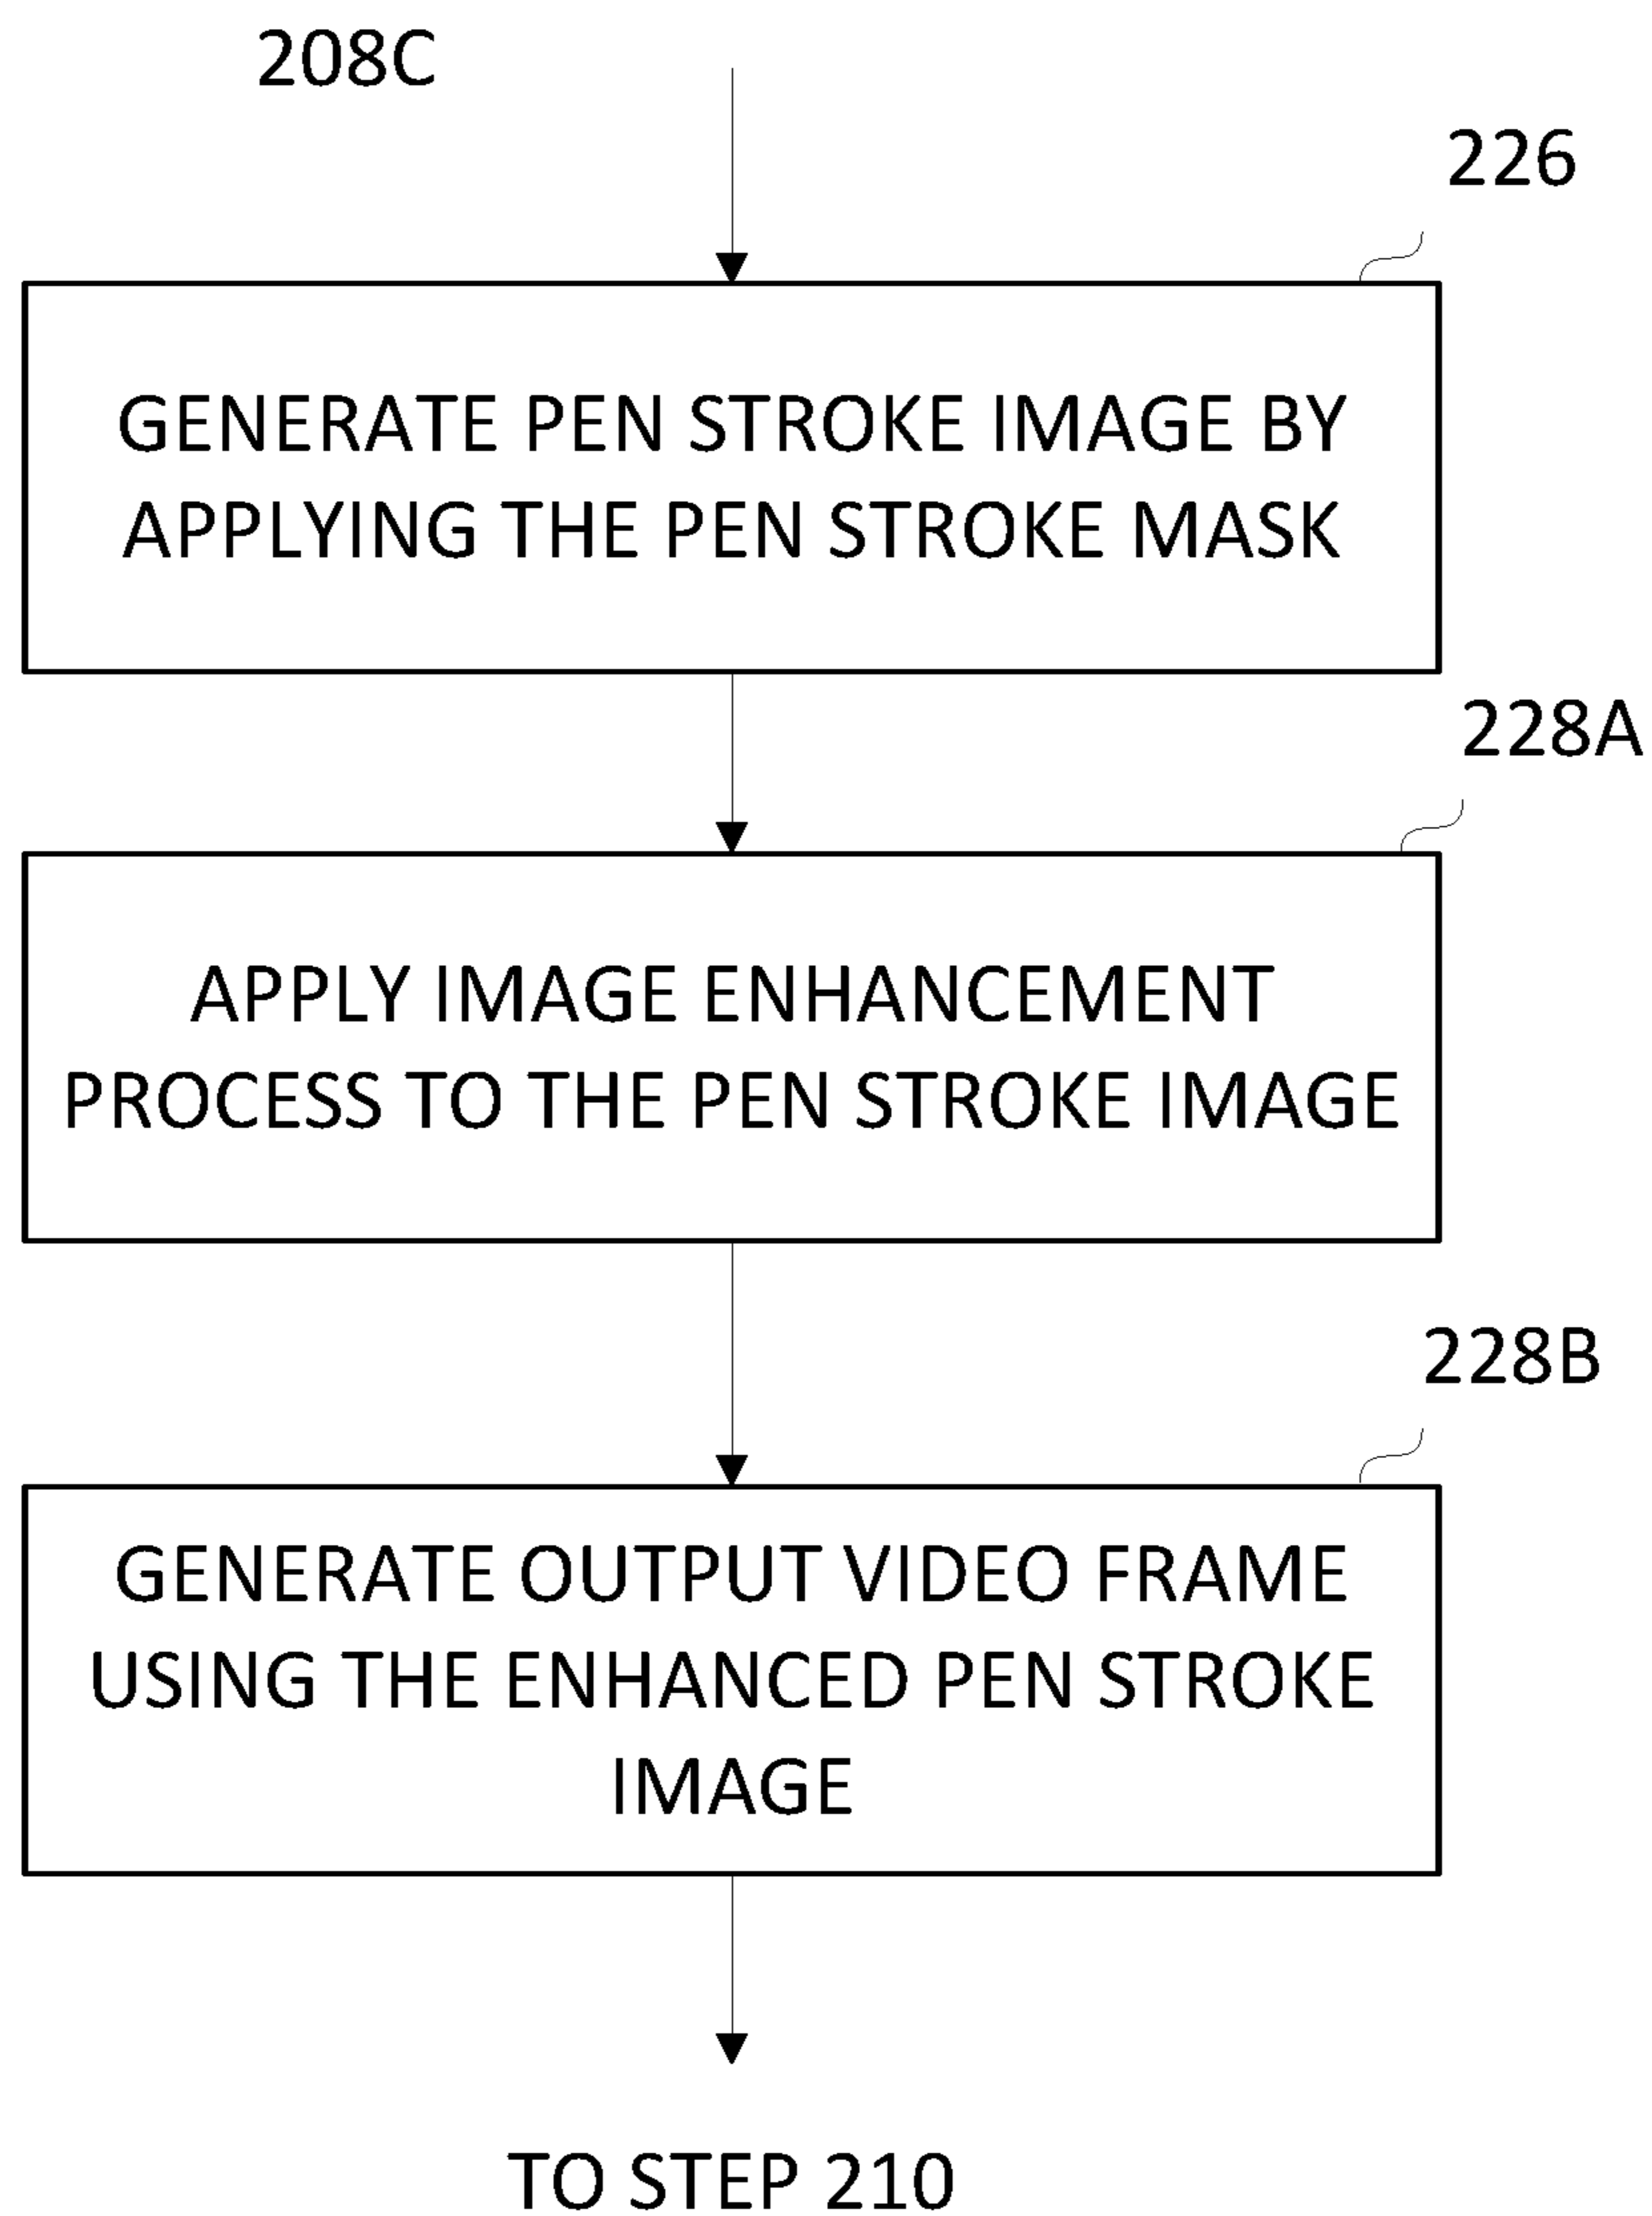 208C
226
GENERATE PEN STROKE IMAGE BY
APPLYING THE PEN STROKE MASK
228A
APPLY IMAGE ENHANCEMENT
PROCESS TO THE PEN STROKE IMAGE
228B
GENERATE OUTPUT VIDEO FRAME
USING THE ENHANCED PEN STROKE
IMAGE
TO STEP 210